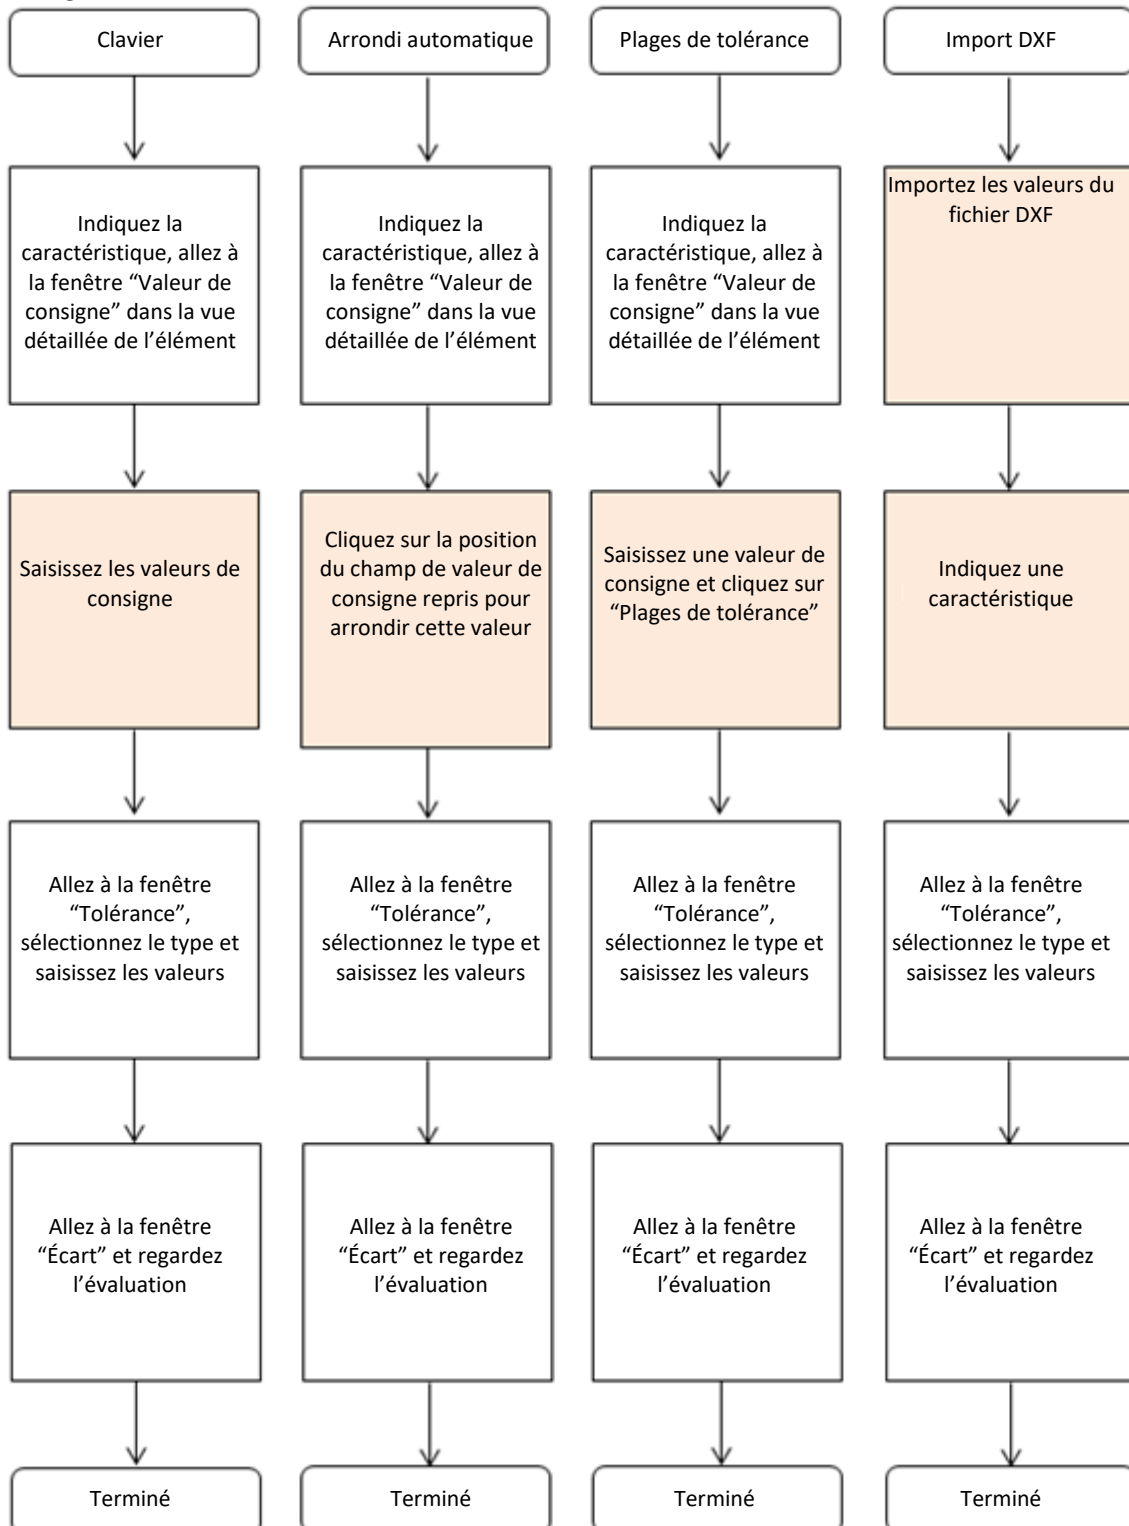 Clavier
Indiquez la
caractéristique, allez à
la fenêtre “Valeur de
consigne” dans la vue
détaillée de l’élément
Saisissez les valeurs de
consigne
Allez à la fenêtre
“Tolérance”,
sélectionnez le type et
saisissez les valeurs
Allez à la fenêtre
“Écart” et regardez
l’évaluation
Terminé
Arrondi automatique
Indiquez la
caractéristique, allez à
la fenêtre “Valeur de
consigne” dans la vue
détaillée de l’élément
Cliquez sur la position
du champ de valeur de
consigne repris pour
arrondir cette valeur
Allez à la fenêtre
“Tolérance”,
sélectionnez le type et
saisissez les valeurs
Allez à la fenêtre
“Écart” et regardez
l’évaluation
Terminé
Plages de tolérance
Indiquez la
caractéristique, allez à
la fenêtre “Valeur de
consigne” dans la vue
détaillée de l’élément
Saisissez une valeur de
consigne et cliquez sur
“Plages de tolérance”
Allez à la fenêtre
“Tolérance”,
sélectionnez le type et
saisissez les valeurs
Allez à la fenêtre
“Écart” et regardez
l’évaluation
Terminé
Import DXF
Importez les valeurs du
fichier DXF
Indiquez une
caractéristique
Allez à la fenêtre
“Tolérance”,
sélectionnez le type et
saisissez les valeurs
Allez à la fenêtre
“Écart” et regardez
l’évaluation
Terminé